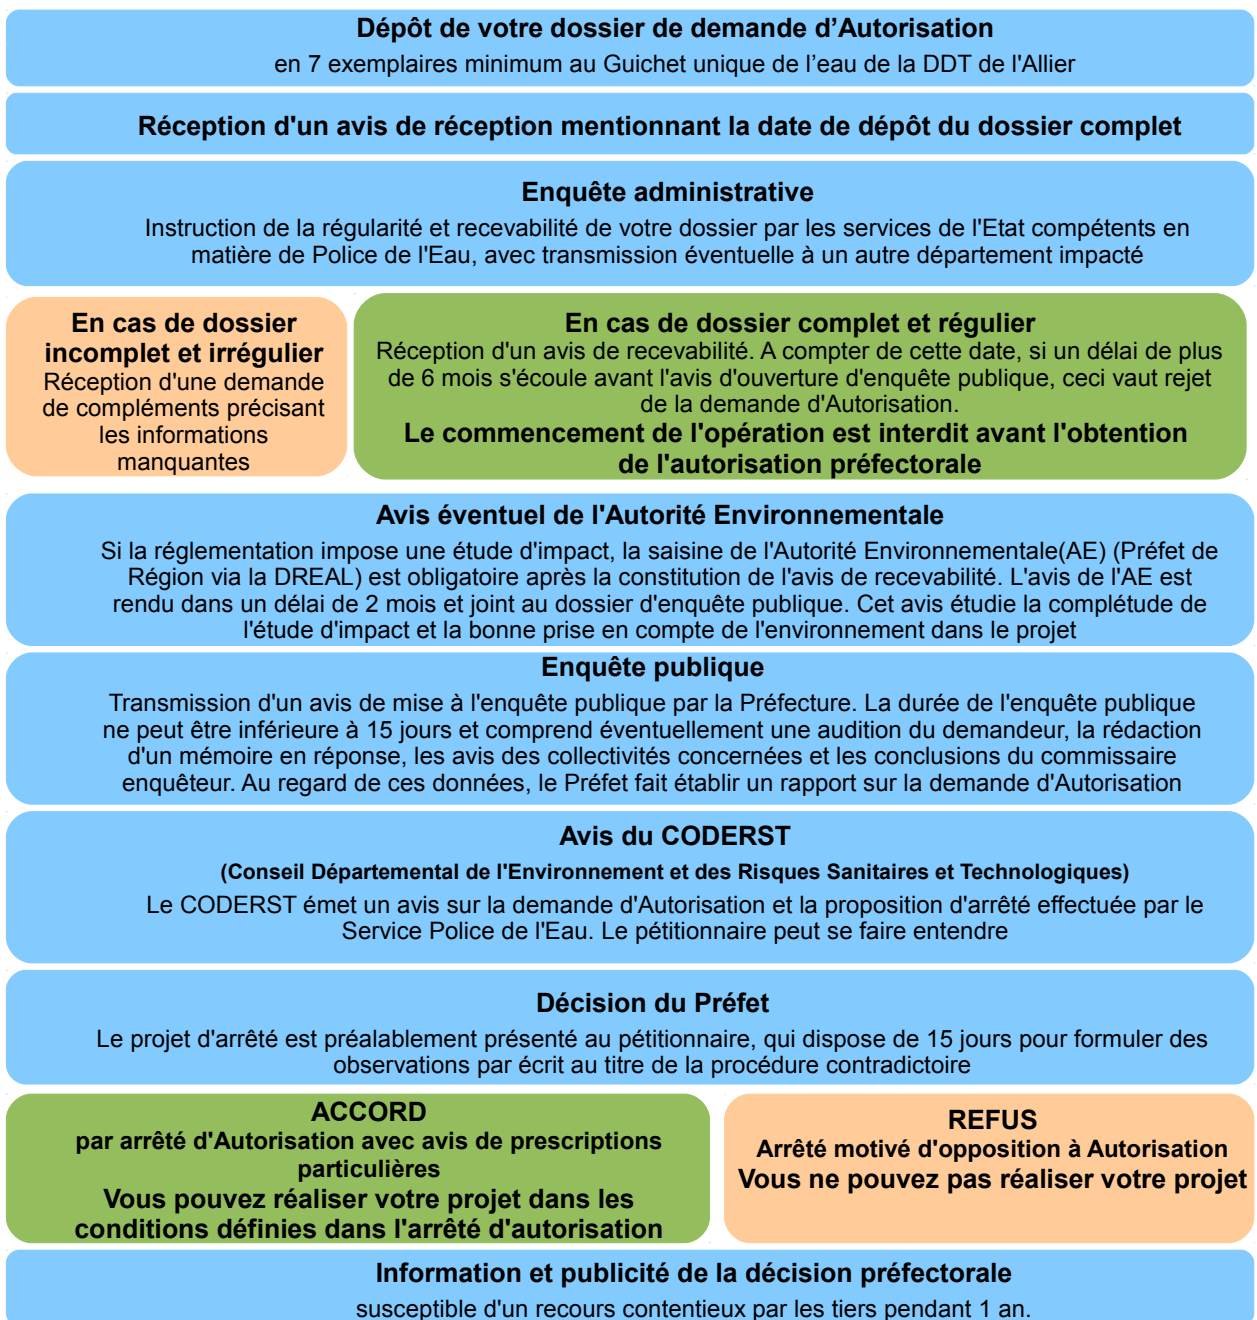 Dépôt de votre dossier de demande d’Autorisation
en 7 exemplaires minimum au Guichet unique de l’eau de la DDT de l'Allier
Réception d'un avis de réception mentionnant la date de dépôt du dossier complet
Enquête administrative
Instruction de la régularité et recevabilité de votre dossier par les services de l'Etat compétents en
matière de Police de l'Eau, avec transmission éventuelle à un autre département impacté
En cas de dossier
incomplet et irrégulier
Réception d'une demande
de compléments précisant
les informations
manquantes
En cas de dossier complet et régulier
Réception d'un avis de recevabilité. A compter de cette date, si un délai de plus
de 6 mois s'écoule avant l'avis d'ouverture d'enquête publique, ceci vaut rejet
de la demande d'Autorisation.
Le commencement de l'opération est interdit avant l'obtention
de l'autorisation préfectorale
Avis éventuel de l'Autorité Environnementale
Si la réglementation impose une étude d'impact, la saisine de l'Autorité Environnementale(AE) (Préfet de
Région via la DREAL) est obligatoire après la constitution de l'avis de recevabilité. L'avis de l'AE est
rendu dans un délai de 2 mois et joint au dossier d'enquête publique. Cet avis étudie la complétude de
l'étude d'impact et la bonne prise en compte de l'environnement dans le projet
Enquête publique
Transmission d'un avis de mise à l'enquête publique par la Préfecture. La durée de l'enquête publique
ne peut être inférieure à 15 jours et comprend éventuellement une audition du demandeur, la rédaction
d'un mémoire en réponse, les avis des collectivités concernées et les conclusions du commissaire
enquêteur. Au regard de ces données, le Préfet fait établir un rapport sur la demande d'Autorisation
Avis du CODERST
(Conseil Départemental de l'Environnement et des Risques Sanitaires et Technologiques)
Le CODERST émet un avis sur la demande d'Autorisation et la proposition d'arrêté effectuée par le
Service Police de l'Eau. Le pétitionnaire peut se faire entendre
Décision du Préfet
Le projet d'arrêté est préalablement présenté au pétitionnaire, qui dispose de 15 jours pour formuler des
observations par écrit au titre de la procédure contradictoire
ACCORD
par arrêté d'Autorisation avec avis de prescriptions
particulières
Vous pouvez réaliser votre projet dans les
conditions définies dans l'arrêté d'autorisation
REFUS
Arrêté motivé d'opposition à Autorisation
Vous ne pouvez pas réaliser votre projet
Information et publicité de la décision préfectorale
susceptible d'un recours contentieux par les tiers pendant 1 an.